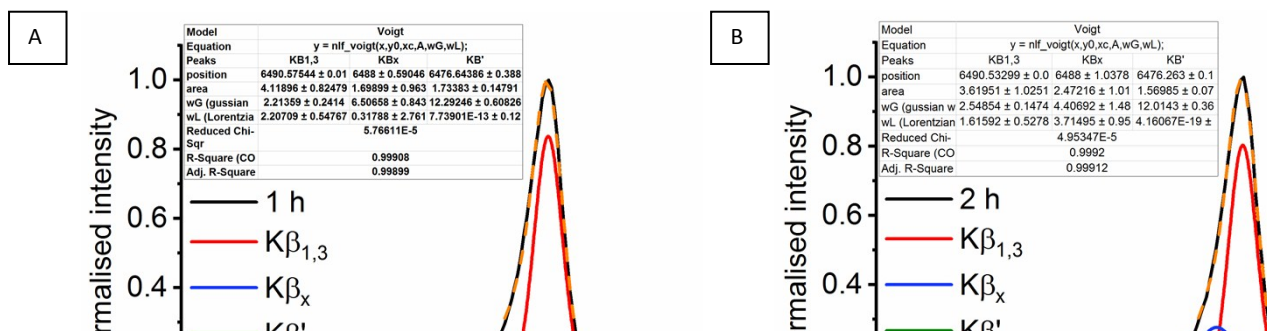 A
Model Voigt
Equation y = nlf_voigt(x,y0,xc,A,wG,wL);
Peaks KB1,3 KBx KB'
position 6490.57544 ± 0.01 6488 ± 0.59046 6476.64386 ± 0.388
area 4.11896 ± 0.82479 1.69899 ± 0.963 1.73383 ± 0.14791
wG (gussian 2.21359 ± 0.2414 6.50658 ± 0.843 12.29246 ± 0.60826
wL (Lorentzia 2.20709 ± 0.54767 0.31788 ± 2.761 7.73901E-13 ± 0.12
Reduced Chi-Sqr 5.76611E-5
R-Square (CO 0.99908
Adj. R-Square 0.99899
1.0
0.8
0.6
0.4
rmalised intensity
1 h
Kβ1,3
Kβx
Kβ'
B
Model Voigt
Equation y = nlf_voigt(x,y0,xc,A,wG,wL);
Peaks KB1,3 KBx KB'
position 6490.53299 ± 0.0 6488 ± 1.0378 6476.263 ± 0.1
area 3.61951 ± 1.0251 2.47216 ± 1.01 1.56985 ± 0.07
wG (gussian w 2.54854 ± 0.1474 4.40692 ± 1.48 12.0143 ± 0.36
wL (Lorentzian 1.61592 ± 0.5278 3.71495 ± 0.95 4.16067E-19 ±
Reduced Chi- 4.95347E-5
R-Square (CO 0.9992
Adj. R-Square 0.99912
1.0
0.8
0.6
0.4
rmalised intensity
2 h
Kβ1,3
Kβx
Kβ'